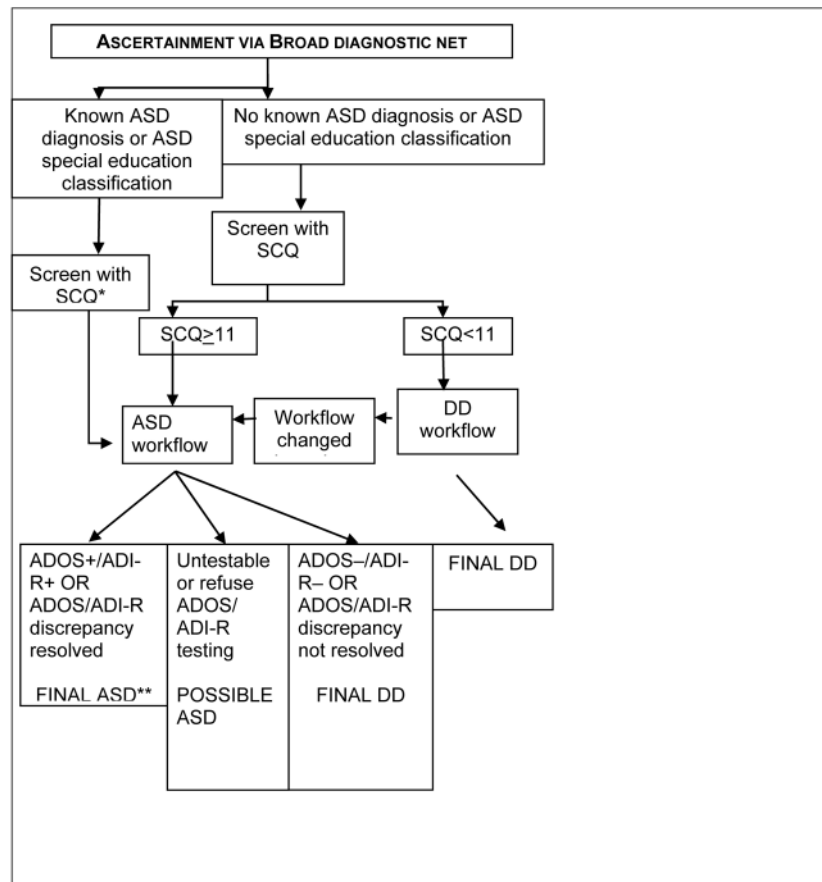 ASCERTAINMENT VIA BROAD DIAGNOSTIC NET
Known ASD
diagnosis or ASD
special education
classification
No known ASD diagnosis or ASD
special education classification
Screen with
SCQ
Screen with
SCQ*
SCQ≥11
SCQ<11
ASD
workflow
Workflow
changed
DD
workflow
ADOS+/ADI-
R+ OR
ADOS/ADI-R
discrepancy
resolved
FINAL ASD**
Untestable
or refuse
ADOS/
ADI-R
testing
POSSIBLE
ASD
ADOS–/ADI-
R– OR
ADOS/ADI-R
discrepancy
not resolved
FINAL DD
FINAL DD